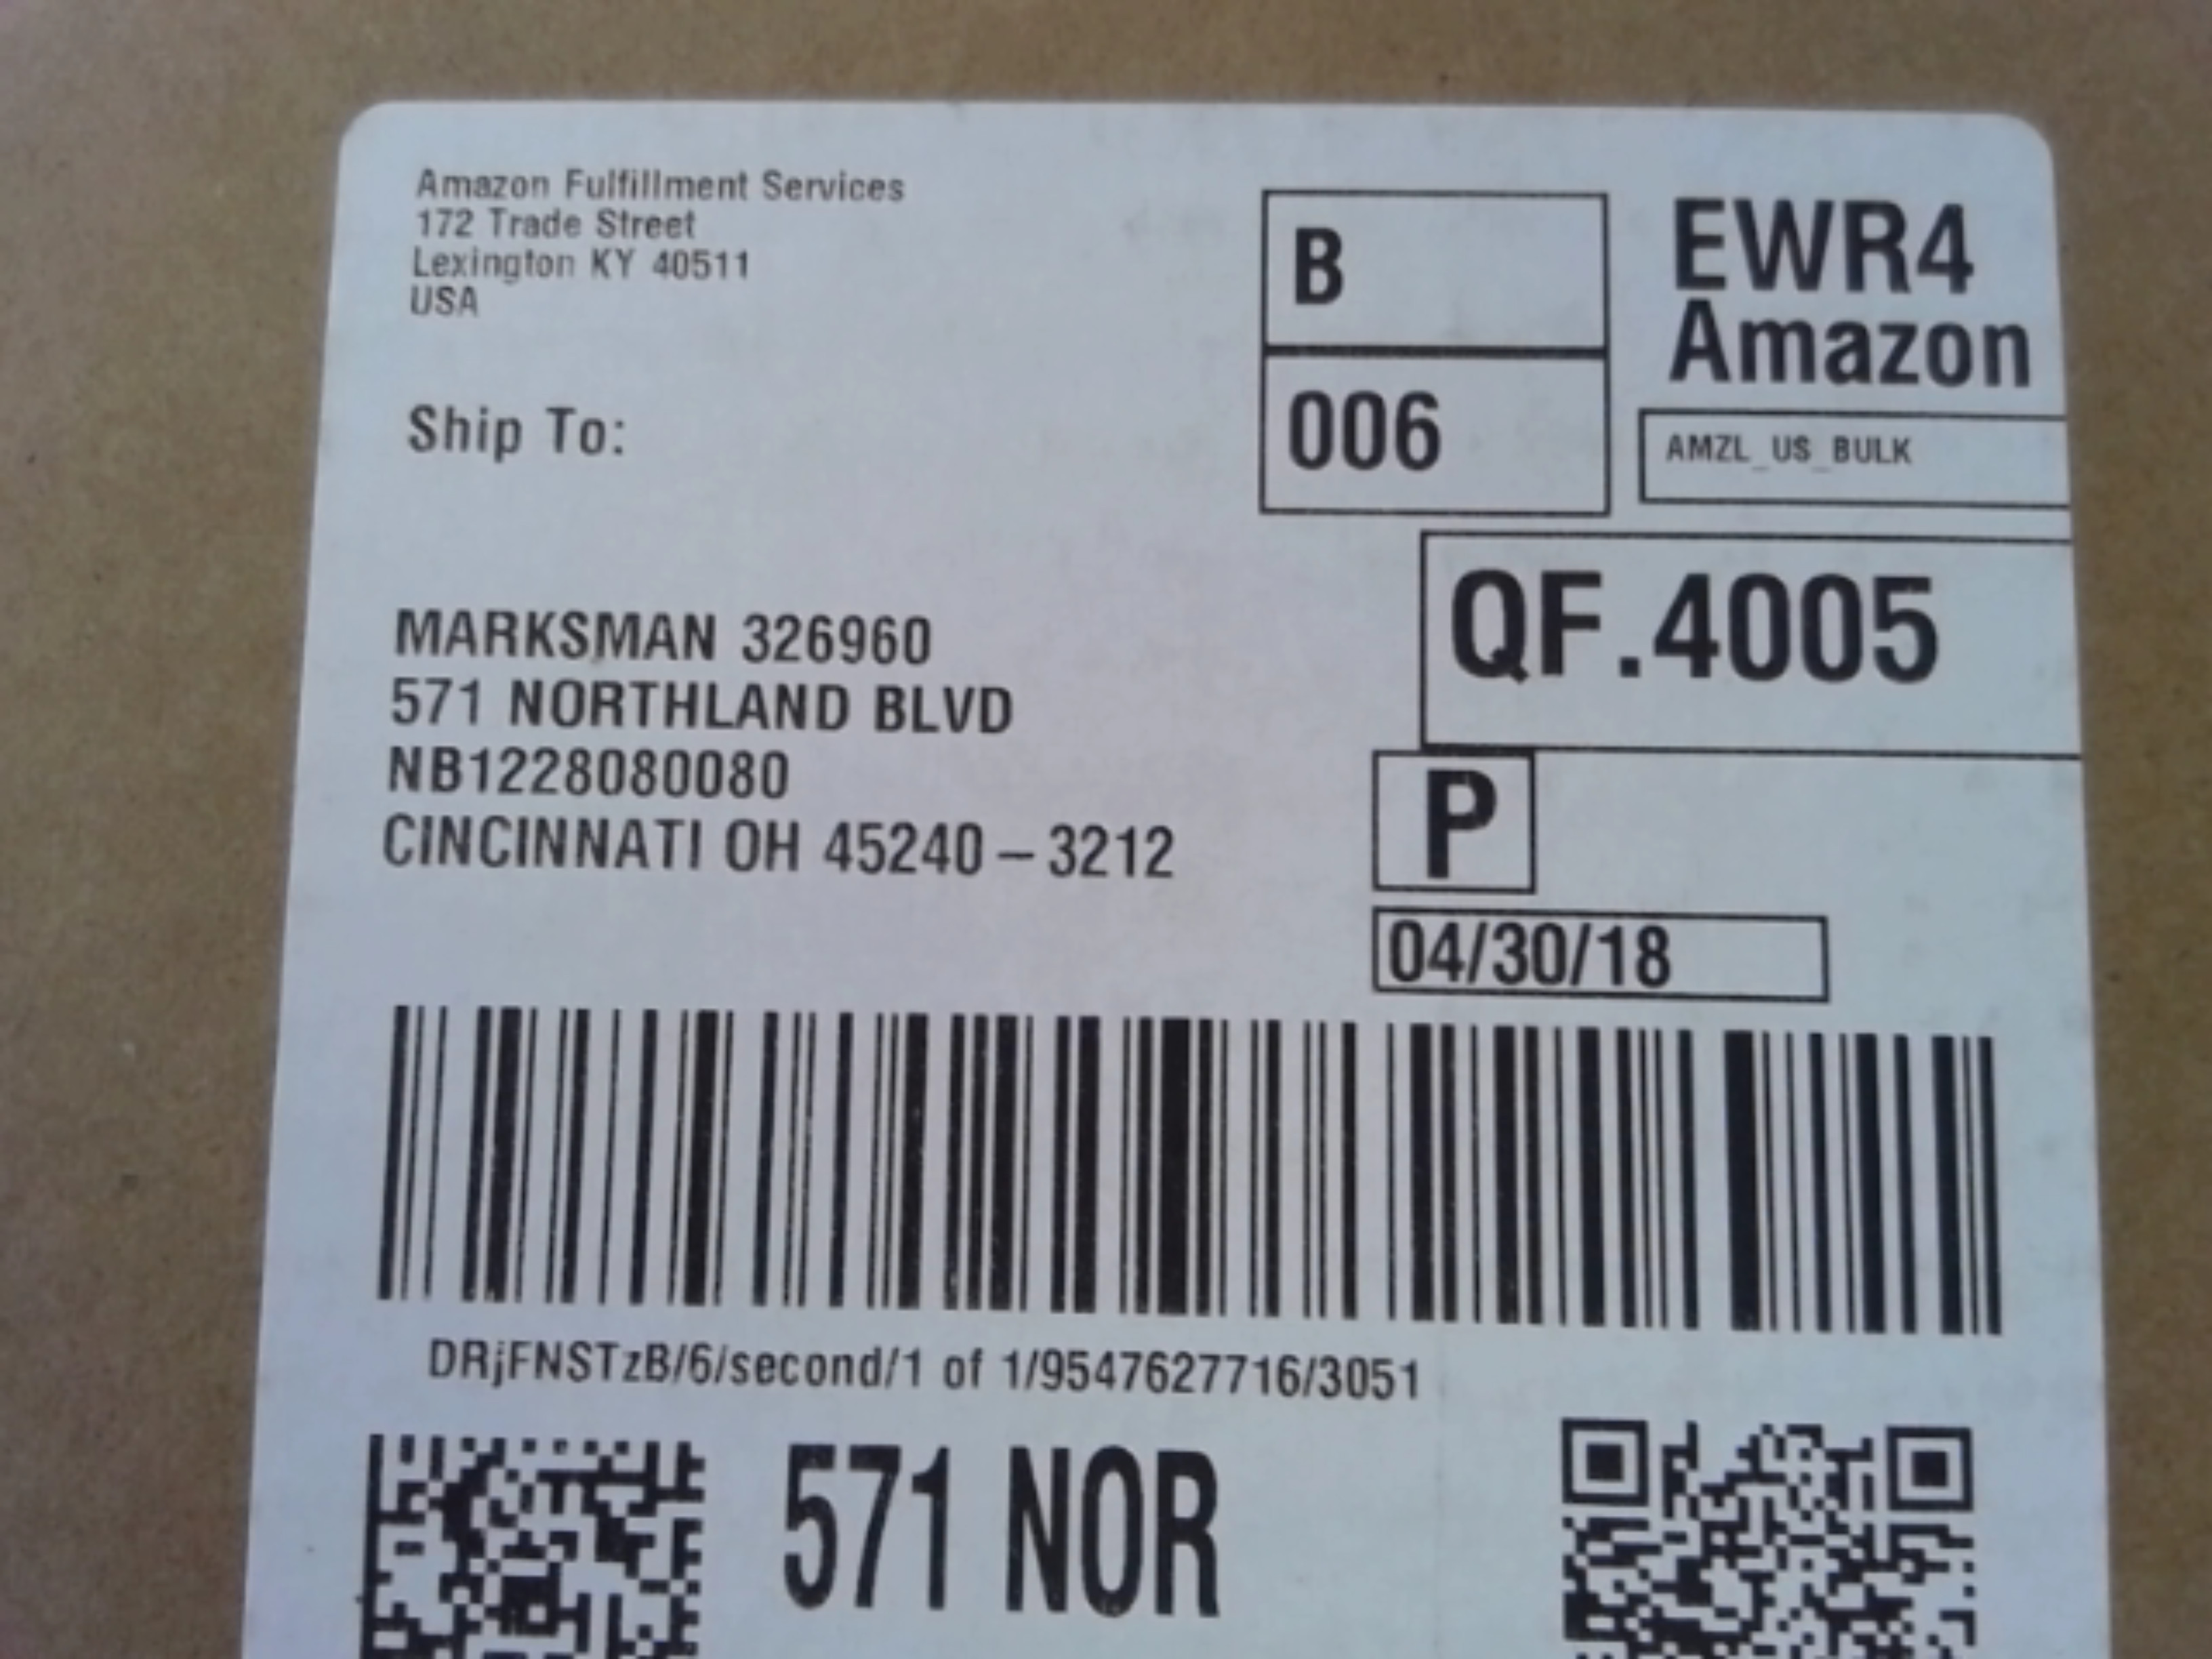 Amazon Fulfillment Services
172 Trade Street
Lexington KY 40511
USA
Ship To:
MARKSMAN 326960
571 NORTHLAND BLVD
NB1228080080
CINCINNATI OH 45240-3212
B
006
EWR4
Amazon
AMZL_US_BULK
QF.4005
P
04/30/18
DRjFNSTzB/6/second/1 of 1/9547627716/3051
571 NOR